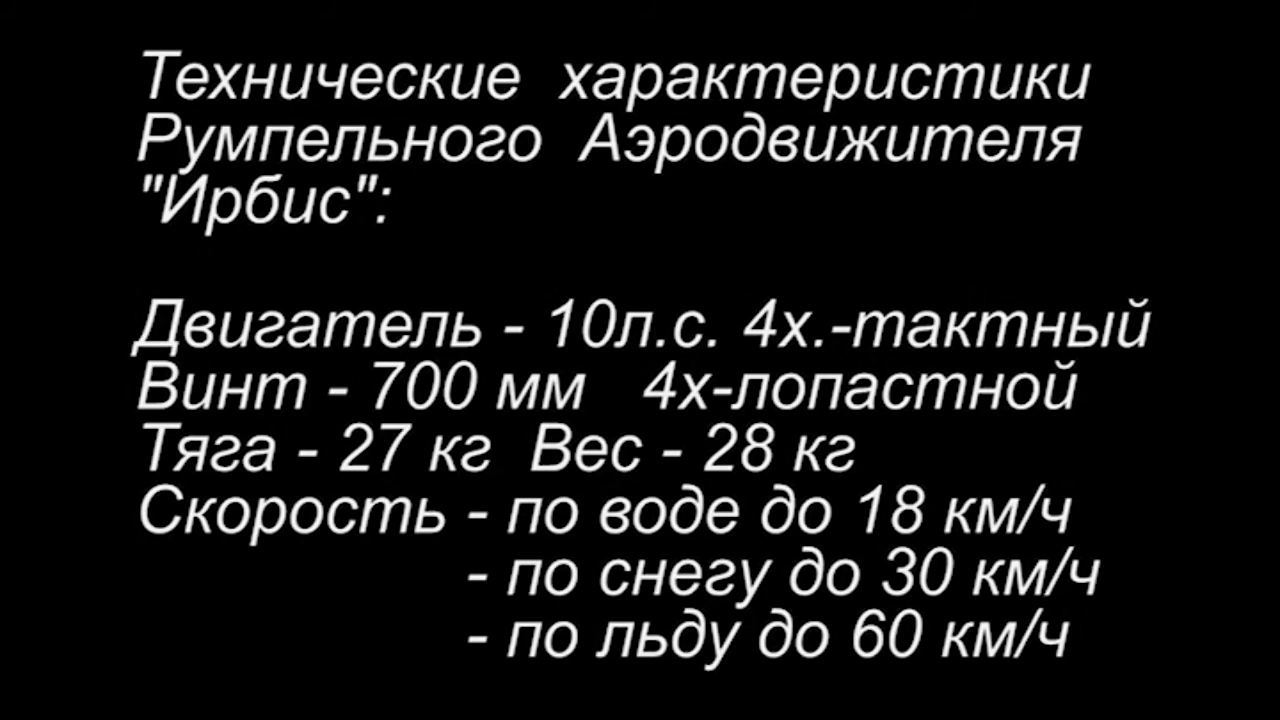 Технические характеристики
Румпельного Аэродвижителя
"Ирбис":
Двигатель - 10л.с. 4х.-тактный
Винт - 700 мм 4х-лопастной
Тяга - 27 кг Вес - 28 кг
Скорость - по воде до 18 км/ч
- по снегу до 30 км/ч
- по льду до 60 км/ч